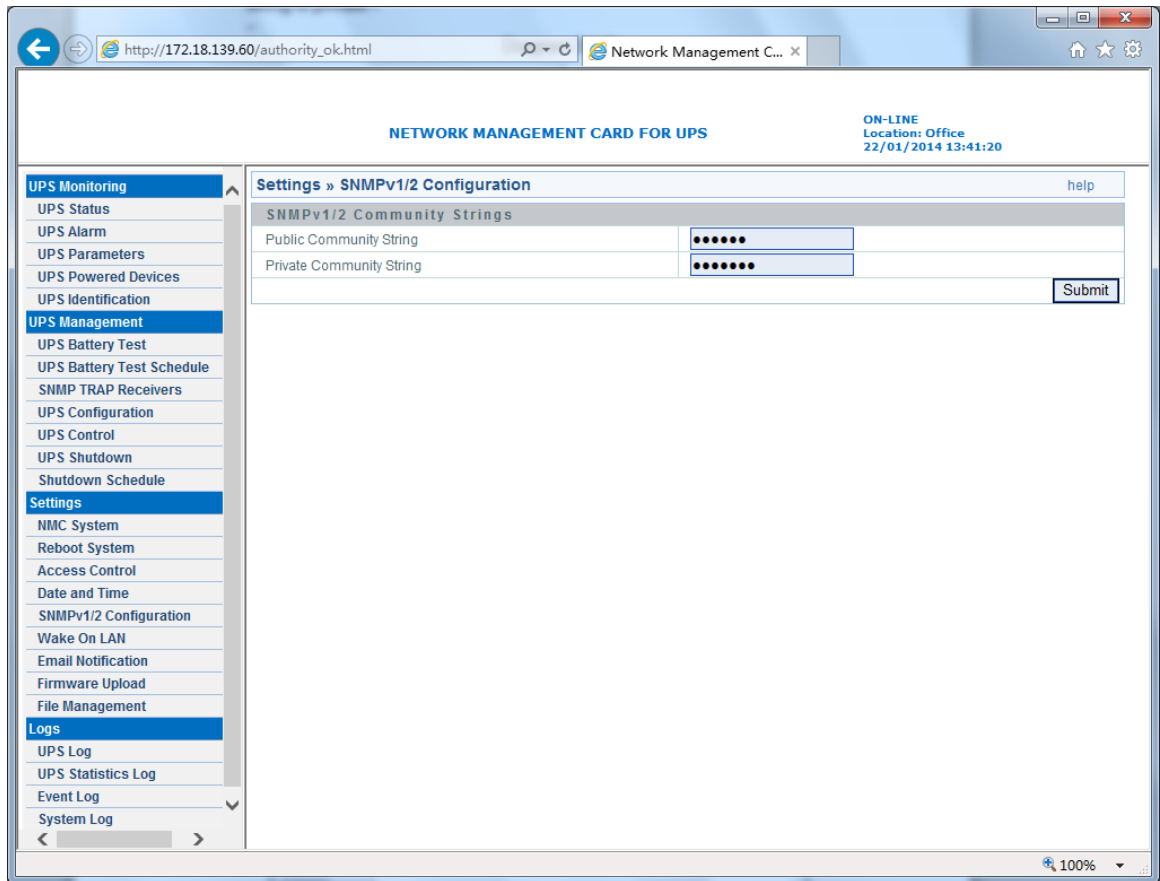 http://172.18.139.60/authority_ok.html
Network Management C...
NETWORK MANAGEMENT CARD FOR UPS
ON-LINE
Location: Office
22/01/2014 13:41:20
UPS Monitoring
UPS Status
UPS Alarm
UPS Parameters
UPS Powered Devices
UPS Identification
UPS Management
UPS Battery Test
UPS Battery Test Schedule
SNMP TRAP Receivers
UPS Configuration
UPS Control
UPS Shutdown
Shutdown Schedule
Settings
NMC System
Reboot System
Access Control
Date and Time
SNMPv1/2 Configuration
Wake On LAN
Email Notification
Firmware Upload
File Management
Logs
UPS Log
UPS Statistics Log
Event Log
System Log
Settings » SNMPv1/2 Configuration help
SNMPv1/2 Community Strings
Public Community String ●●●●●●
Private Community String ●●●●●●●
Submit
100%